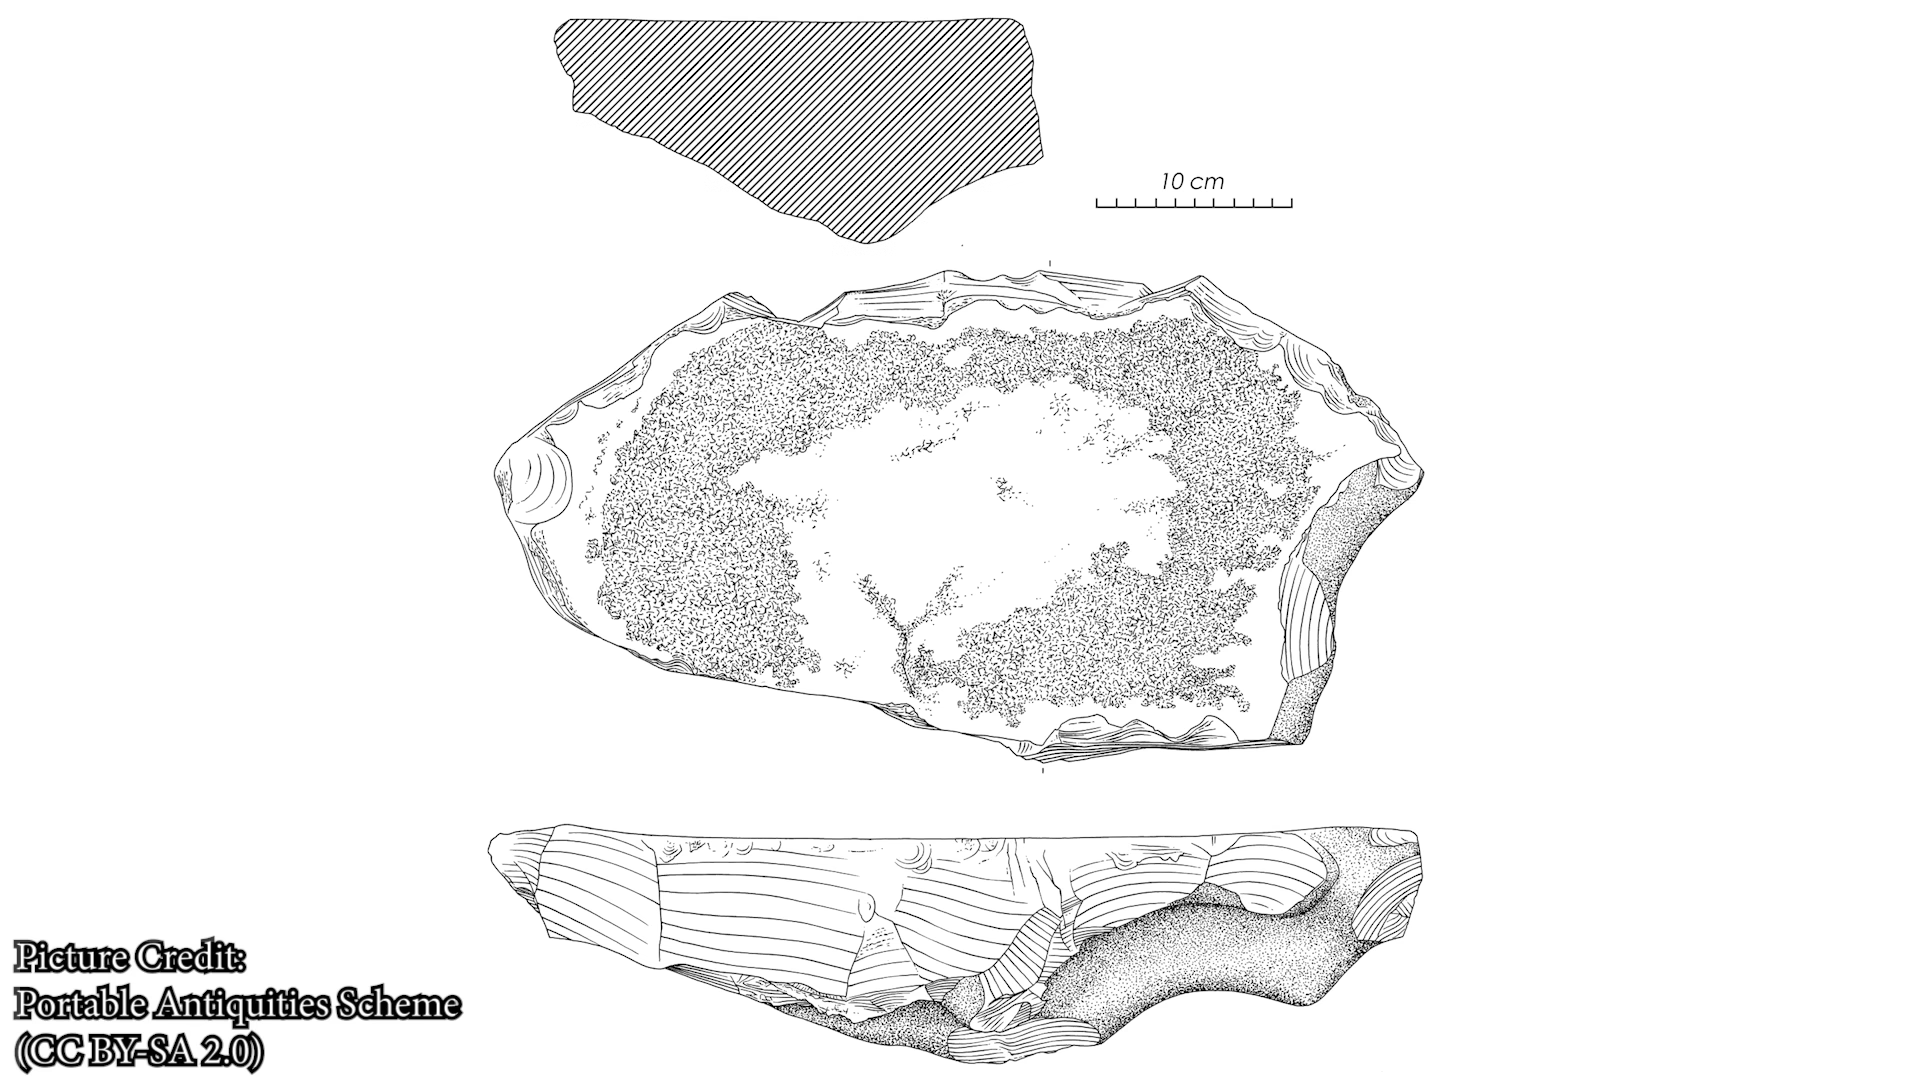 10 cm
Picture Credit:
Portable Antiquities Scheme
(CC BY-SA 2.0)